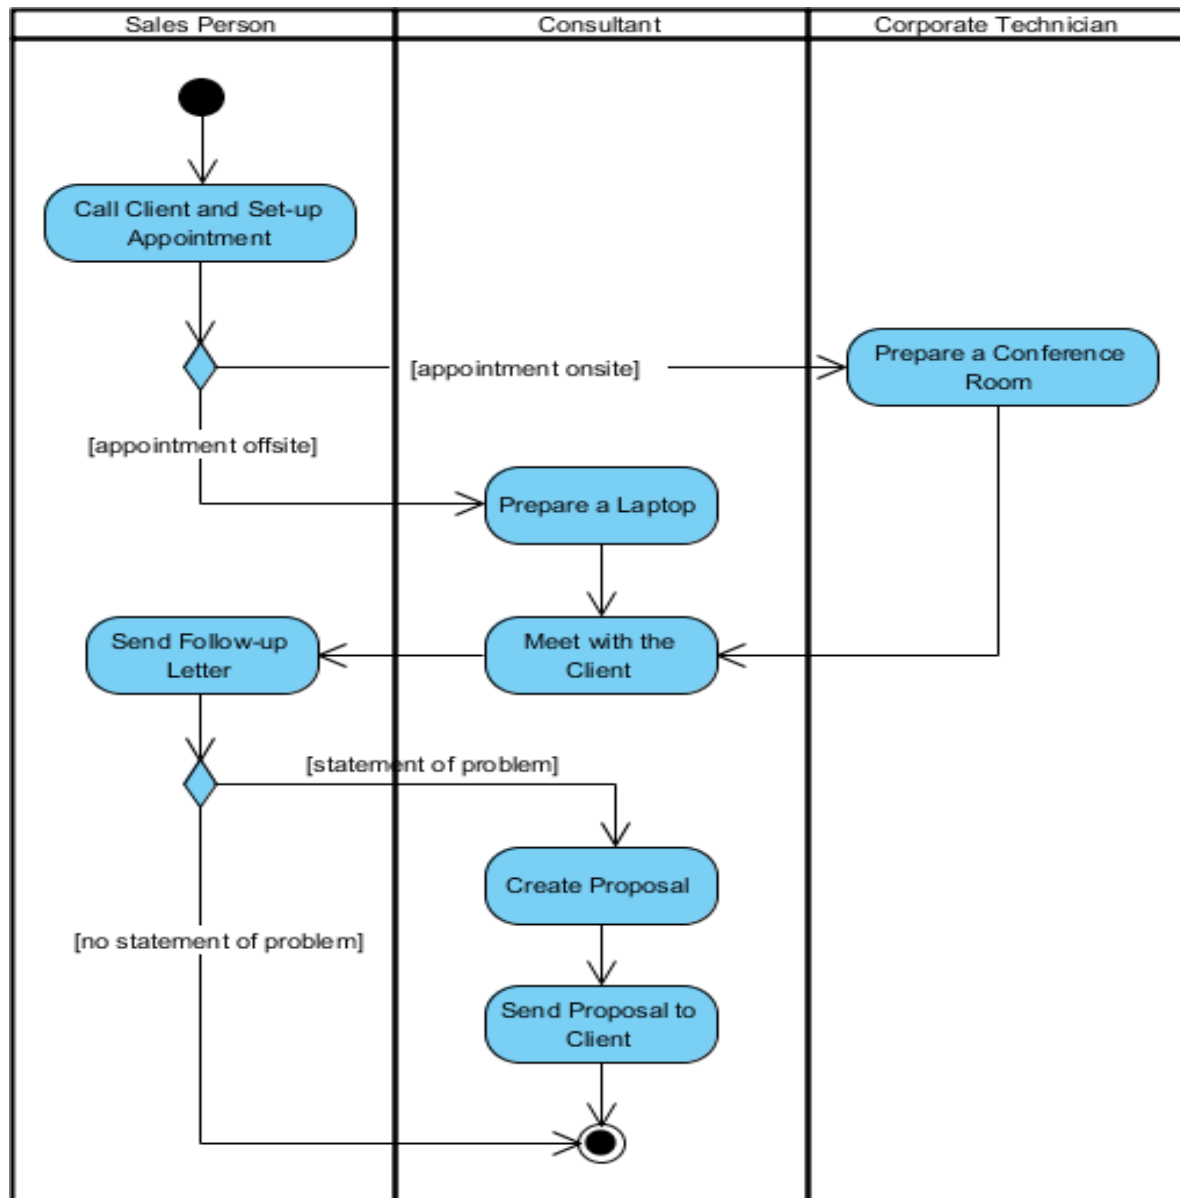 Sales Person
Consultant
Corporate Technician
Call Client and Set-up
Appointment
[appointment onsite]
Prepare a Conference
Room
[appointment offsite]
Prepare a Laptop
Send Follow-up
Letter
Meet with the
Client
[statement of problem]
Create Proposal
[no statement of problem]
Send Proposal to
Client